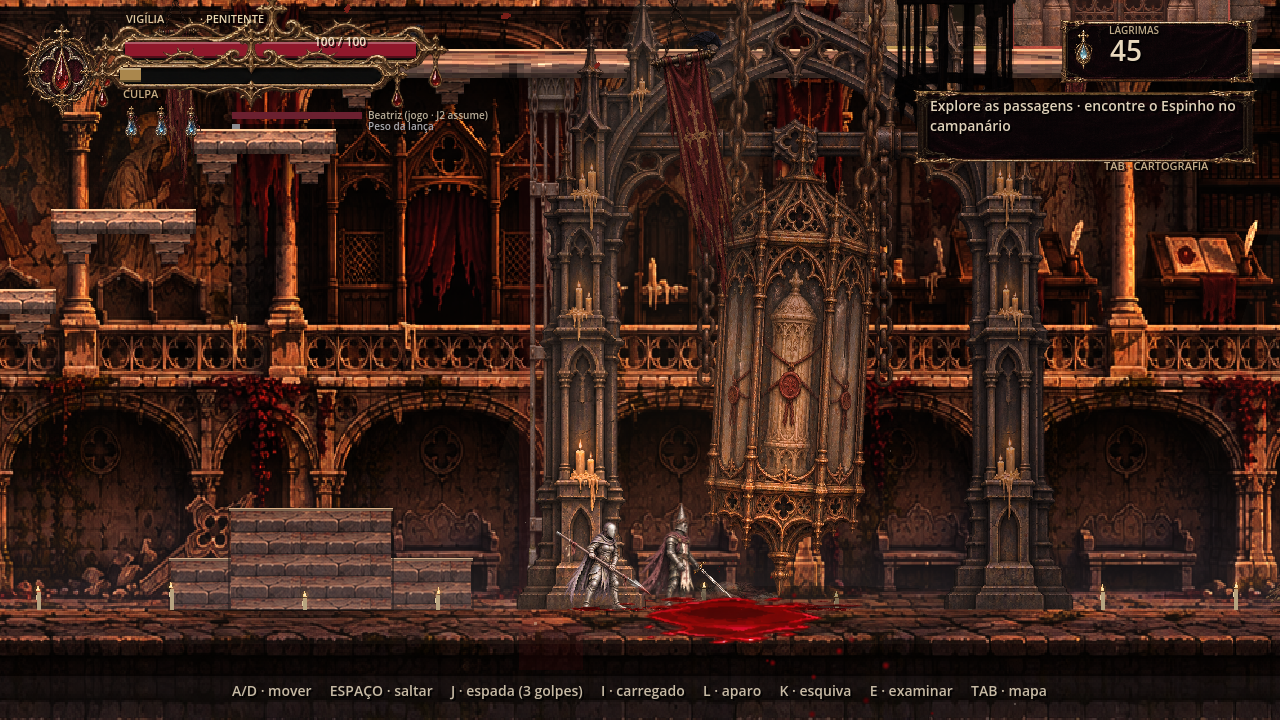 VIGÍLIA · PENITENTE
100 / 100
CULPA
Beatriz (jogo · J2 assume)
Peso da lança
LÁGRIMAS
45
Explore as passagens · encontre o Espinho no
campanário
TAB · CARTOGRAFIA
A/D · mover ESPAÇO · saltar J · espada (3 golpes) I · carregado L · aparo K · esquiva E · examinar TAB · mapa